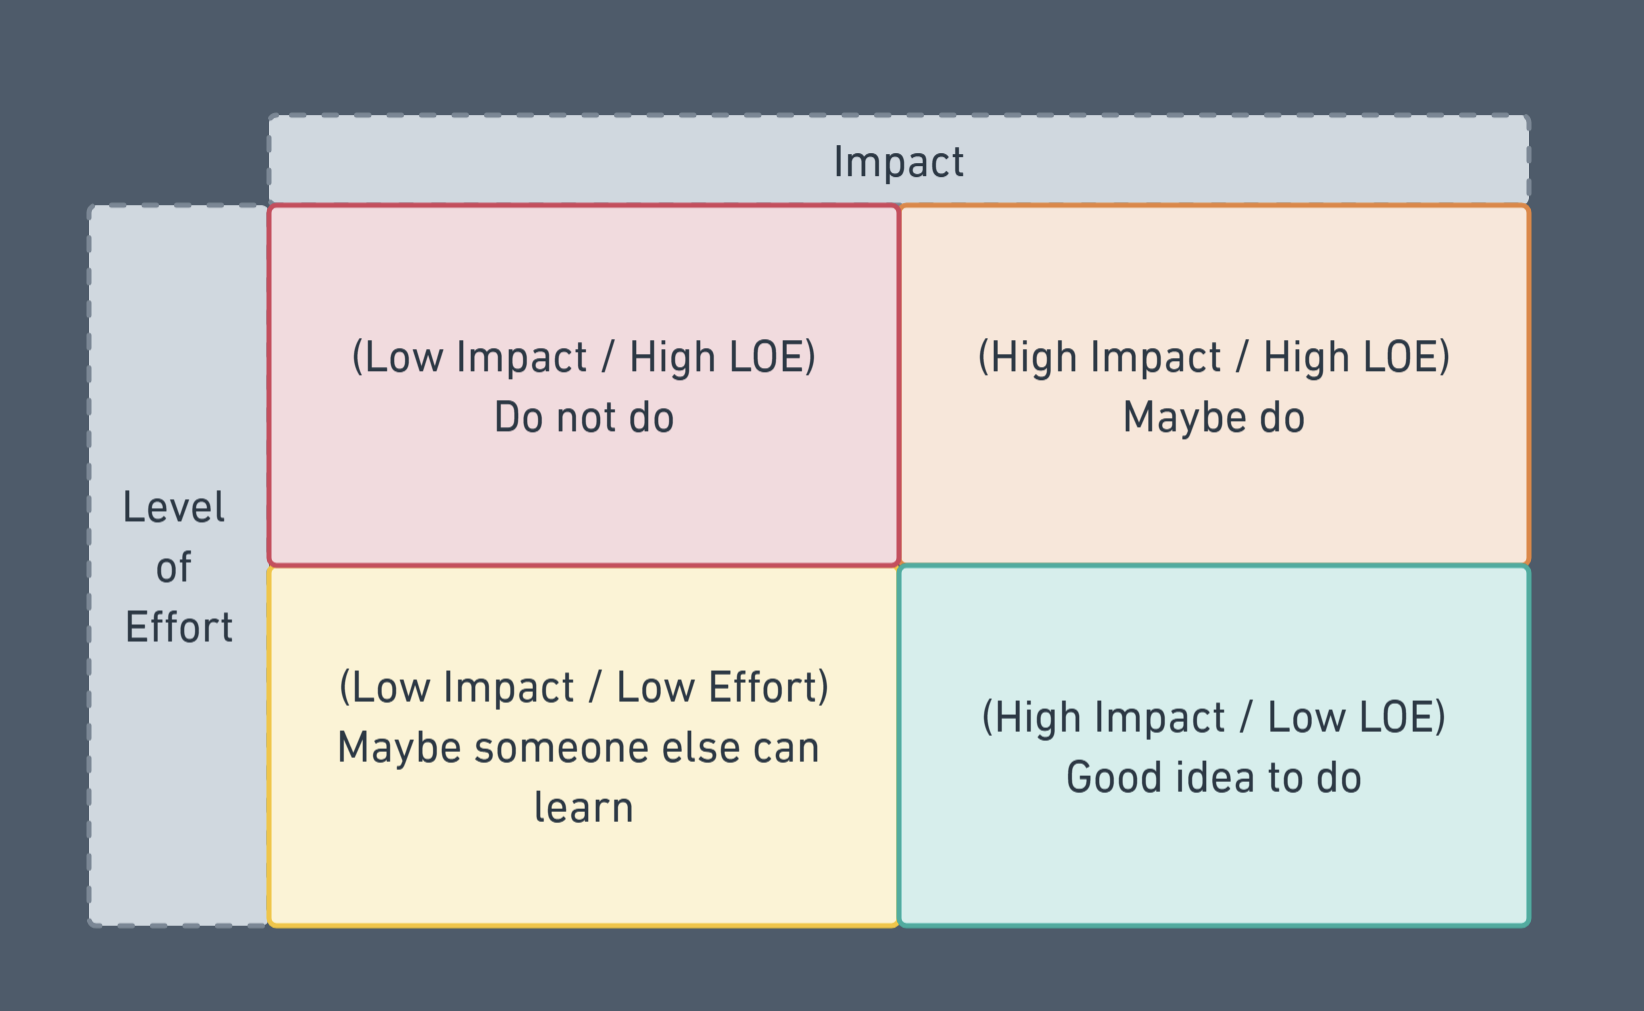 Impact
(Low Impact / High LOE)
Do not do
(High Impact / High LOE)
Maybe do
Level
of
Effort
(Low Impact / Low Effort)
Maybe someone else can
learn
(High Impact / Low LOE)
Good idea to do